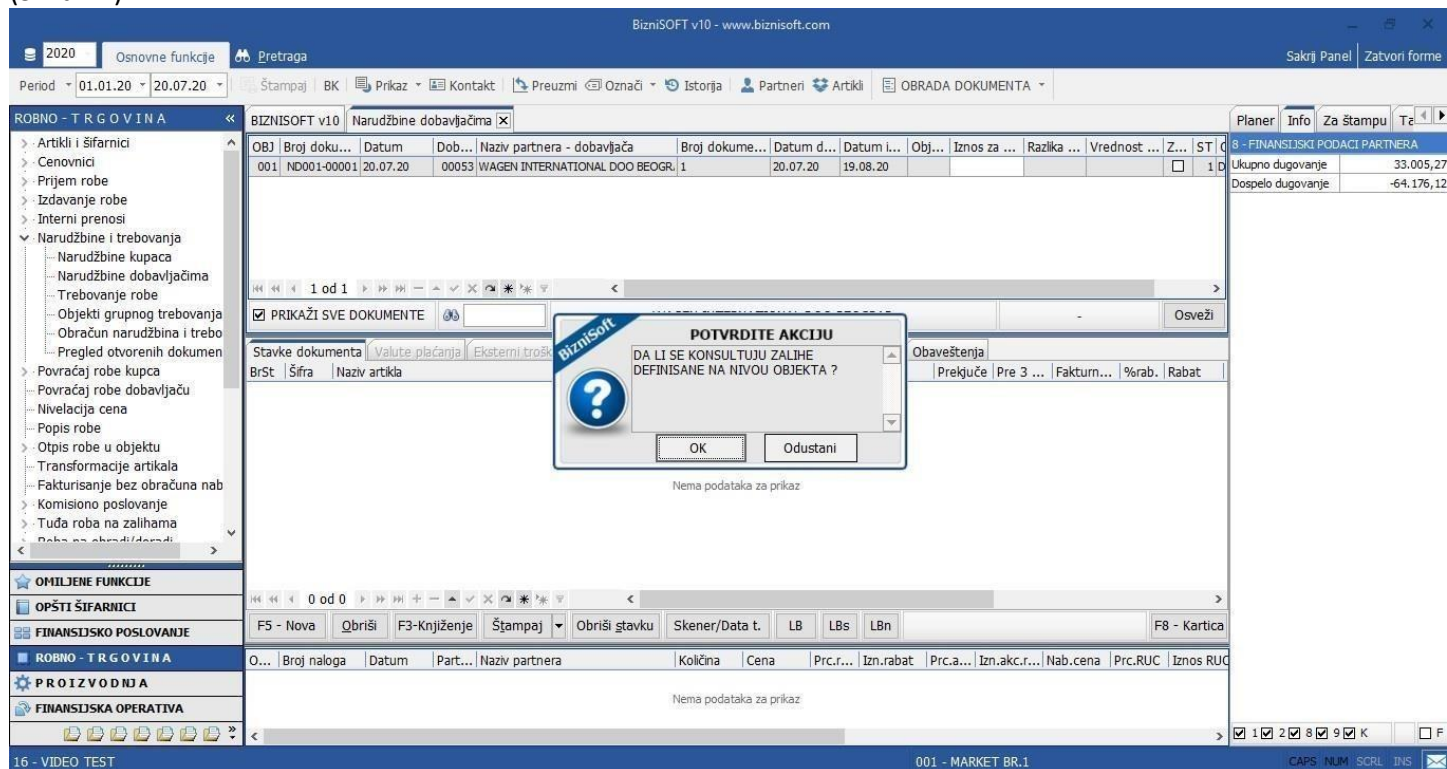 BizniSOFT v10 - www.biznisoft.com
2020 Osnovne funkcije Pretraga Sakrij Panel Zatvori forme
Period 01.01.20 20.07.20 Štampaj BK Prikaz Kontakt Preuzmi Označi Istorija Partneri Artikli OBRADA DOKUMENTA
ROBNO - T R G O V I N A «
Artikli i šifarnici
Cenovnici
Prijem robe
Izdavanje robe
Interni prenosi
Narudžbine i trebovanja
Narudžbine kupaca
Narudžbine dobavljačima
Trebovanje robe
Objekti grupnog trebovanja
Obračun narudžbina i trebo
Pregled otvorenih dokumen
Povraćaj robe kupca
Povraćaj robe dobavljaču
Nivelacija cena
Popis robe
Otpis robe u objektu
Transformacije artikala
Fakturisanje bez obračuna nab
Komisiono poslovanje
Tuđa roba na zalihama
OMILJENE FUNKCIJE
OPŠTI ŠIFARNICI
FINANSIJSKO POSLOVANJE
ROBNO - T R G O V I N A
P R O I Z V O D NJ A
FINANSIJSKA OPERATIVA
BIZNISOFT v10 Narudžbine dobavljačima
OBJ Broj doku... Datum Dob... Naziv partnera - dobavljača Broj dokume... Datum d... Datum i... Obj... Iznos za ... Razlika ... Vrednost ... Z... ST
001 ND001-00001 20.07.20 00053 WAGEN INTERNATIONAL DOO BEOGR. 1 20.07.20 19.08.20 1 D
1 od 1
PRIKAŽI SVE DOKUMENTE - Osveži
POTVRDITE AKCIJU
BizniSoft
DA LI SE KONSULTUJU ZALIHE
DEFINISANE NA NIVOU OBJEKTA ?
OK Odustani
Stavke dokumenta Valute plaćanja Eksterni trošk Obaveštenja
BrSt Šifra Naziv artikla Prekjuče Pre 3 ... Fakturn... %rab. Rabat
Nema podataka za prikaz
0 od 0
F5 - Nova Obriši F3-Knjiženje Štampaj Obriši stavku Skener/Data t. LB LBs LBn F8 - Kartica
O... Broj naloga Datum Part... Naziv partnera Količina Cena Prc.r... Izn.rabat Prc.a... Izn.akc.r... Nab.cena Prc.RUC Iznos RUC
Nema podataka za prikaz
Planer Info Za štampu
8 - FINANSIJSKI PODACI PARTNERA
Ukupno dugovanje 33.005,27
Dospelo dugovanje -64.176,12
1 2 8 9 K F
16 - VIDEO TEST 001 - MARKET BR.1 CAPS NUM SCRL INS